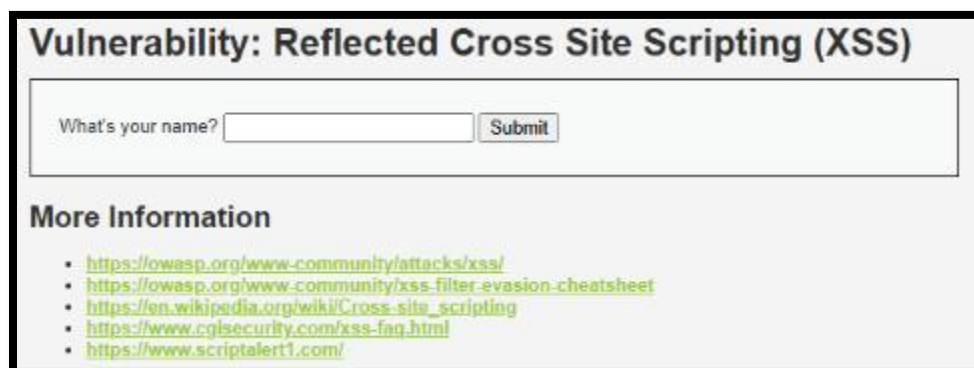 Vulnerability: Reflected Cross Site Scripting (XSS)
What's your name? Submit
More Information
https://owasp.org/www-community/attacks/xss/
https://owasp.org/www-community/xss-filter-evasion-cheatsheet
https://en.wikipedia.org/wiki/Cross-site_scripting
https://www.cgisecurity.com/xss-faq.html
https://www.scriptalert1.com/